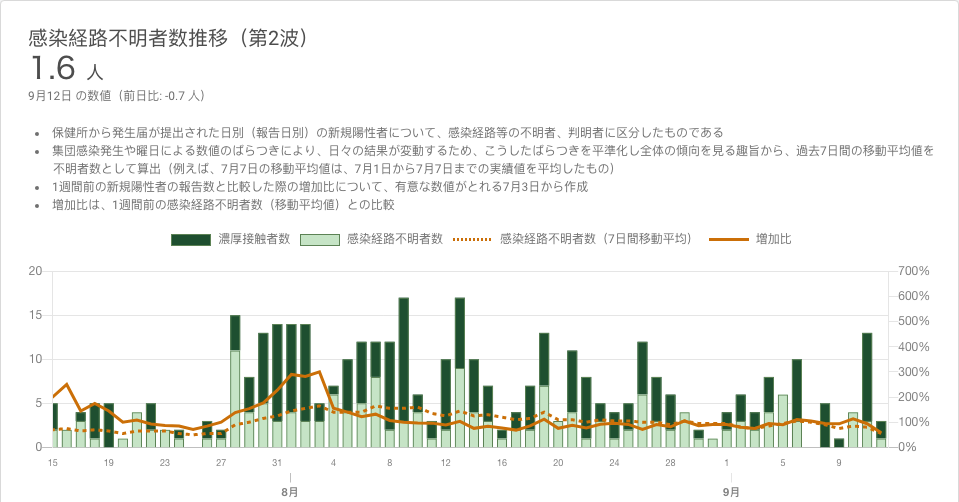 感染経路不明者数推移（第2波）
1.6 人
9月12日 の数値（前日比: -0.7 人）
• 保健所から発生届が提出された日別（報告日別）の新規陽性者について、感染経路等の不明者、判明者に区分したものである
• 集団感染発生や曜日による数値のばらつきにより、日々の結果が変動するため、こうしたばらつきを平準化し全体の傾向を見る趣旨から、過去7日間の移動平均値を
不明者数として算出（例えば、7月7日の移動平均値は、7月1日から7月7日までの実績値を平均したもの）
• 1週間前の新規陽性者の報告数と比較した際の増加比について、有意な数値がとれる7月3日から作成
• 増加比は、1週間前の感染経路不明者数（移動平均値）との比較
濃厚接触者数 感染経路不明者数 感染経路不明者数（7日間移動平均） 増加比
20 700%
600%
15 500%
400%
10 300%
5 200%
100%
0 0%
15 19 23 27 31 4 8 12 16 20 24 28 1 5 9
8月 9月